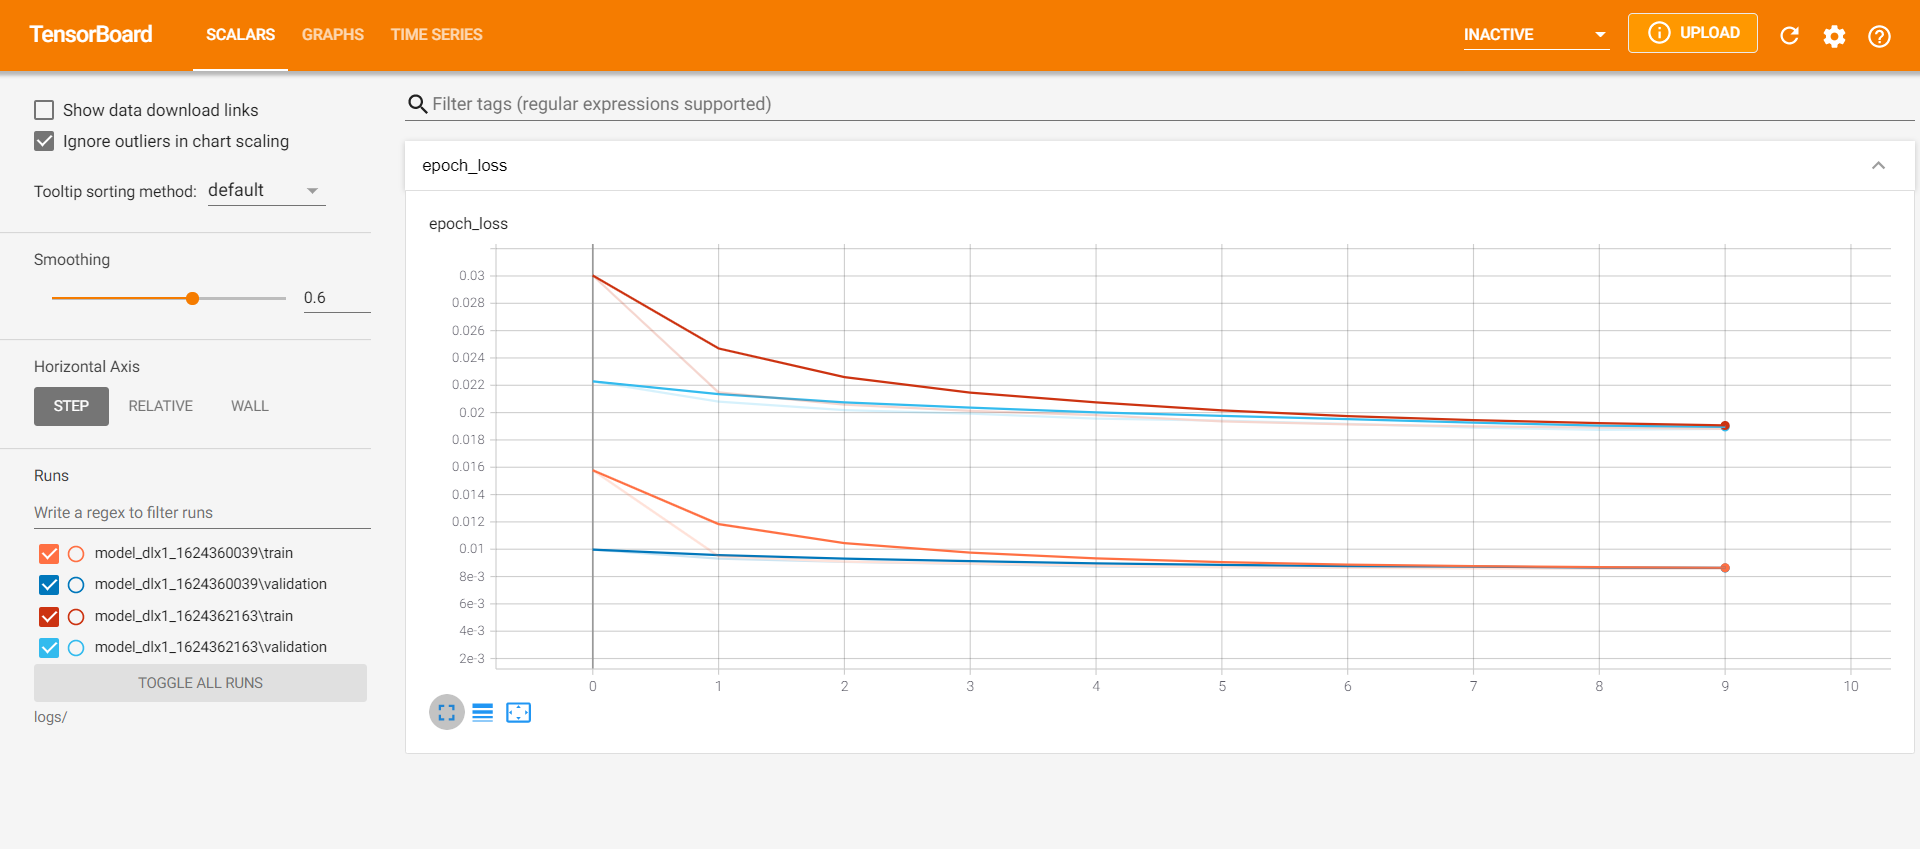 TensorBoard SCALARS GRAPHS TIME SERIES INACTIVE UPLOAD
Show data download links
Ignore outliers in chart scaling
Tooltip sorting method: default
Smoothing
0.6
Horizontal Axis
STEP RELATIVE WALL
Runs
Write a regex to filter runs
model_dlx1_1624360039\train
model_dlx1_1624360039\validation
model_dlx1_1624362163\train
model_dlx1_1624362163\validation
TOGGLE ALL RUNS
logs/
Filter tags (regular expressions supported)
epoch_loss
epoch_loss
0.03
0.028
0.026
0.024
0.022
0.02
0.018
0.016
0.014
0.012
0.01
8e-3
6e-3
4e-3
2e-3
0 1 2 3 4 5 6 7 8 9 10